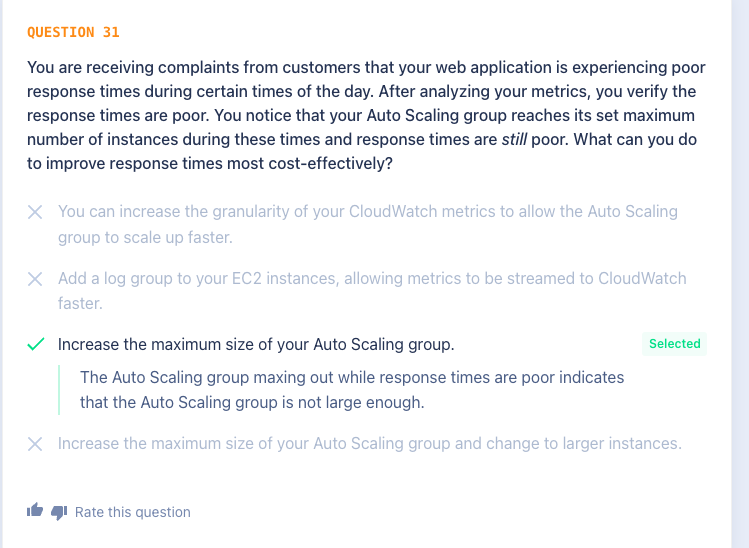 QUESTION 31
You are receiving complaints from customers that your web application is experiencing poor
response times during certain times of the day. After analyzing your metrics, you verify the
response times are poor. You notice that your Auto Scaling group reaches its set maximum
number of instances during these times and response times are still poor. What can you do
to improve response times most cost-effectively?
You can increase the granularity of your CloudWatch metrics to allow the Auto Scaling
group to scale up faster.
Add a log group to your EC2 instances, allowing metrics to be streamed to CloudWatch
faster.
Increase the maximum size of your Auto Scaling group.
Selected
The Auto Scaling group maxing out while response times are poor indicates
that the Auto Scaling group is not large enough.
Increase the maximum size of your Auto Scaling group and change to larger instances.
Rate this question